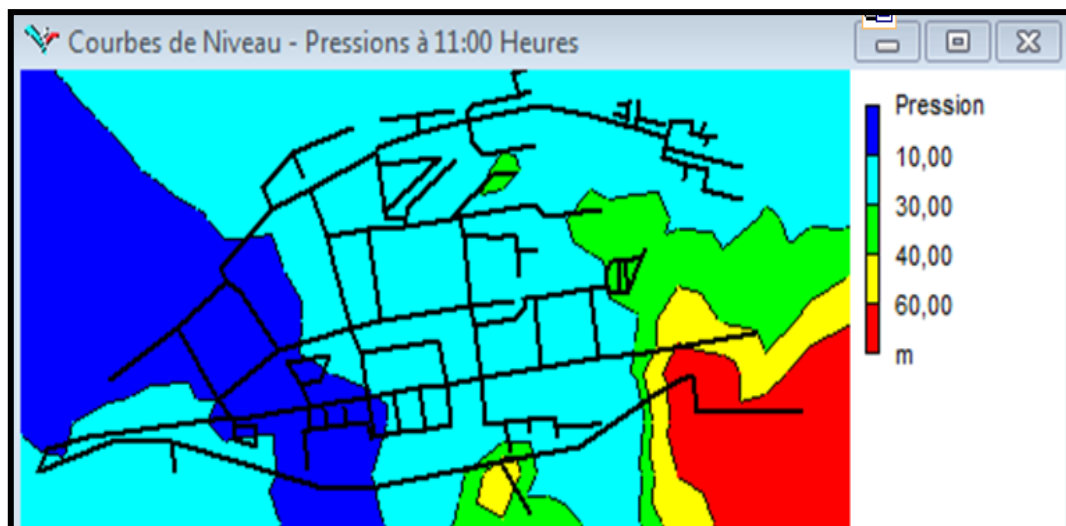 Courbes de Niveau - Pressions à 11:00 Heures
Pression
10,00
30,00
40,00
60,00
m